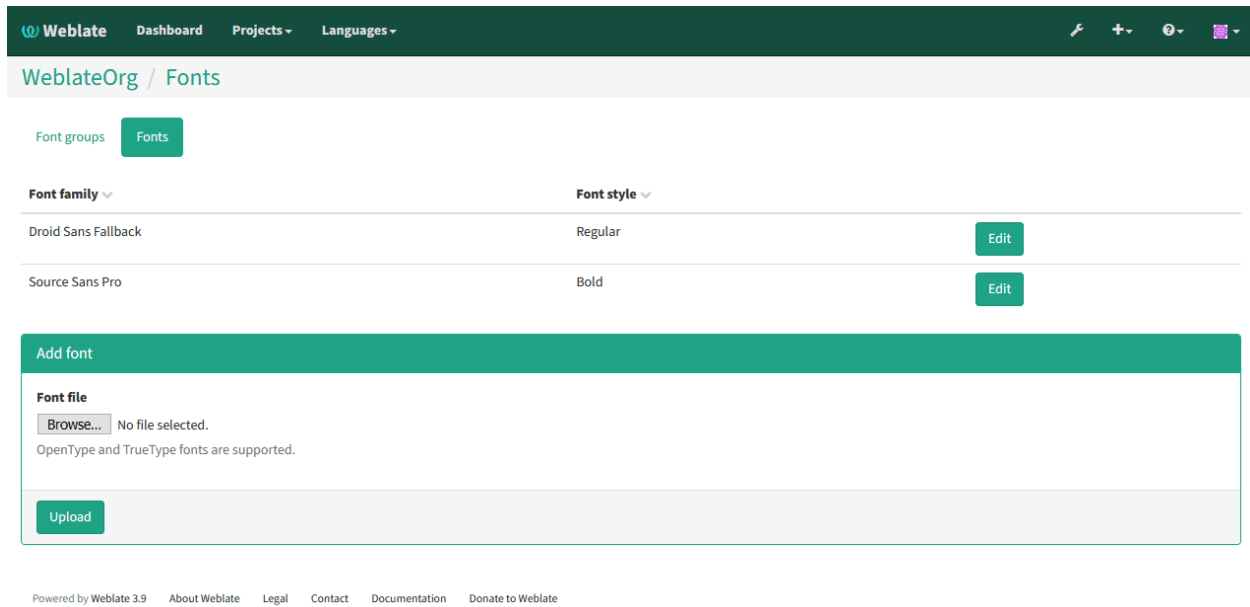 Weblate Dashboard Projects Languages
WeblateOrg / Fonts
Font groups Fonts
Font family Font style
Droid Sans Fallback Regular Edit
Source Sans Pro Bold Edit
Add font
Font file
Browse... No file selected.
OpenType and TrueType fonts are supported.
Upload
Powered by Weblate 3.9 About Weblate Legal Contact Documentation Donate to Weblate